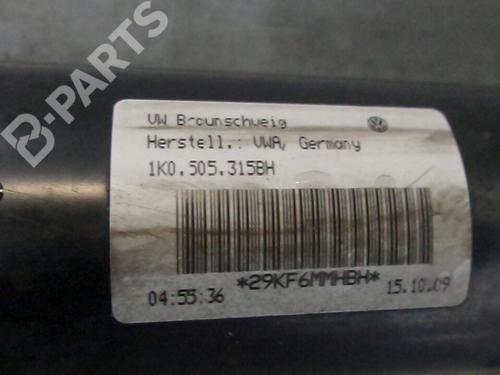 B-PARTS
VW Braunschweig
Herstell.: VWA, Germany
1K0.505.315BH
*29KF6MMHBH*
04:55:36
15.10.09